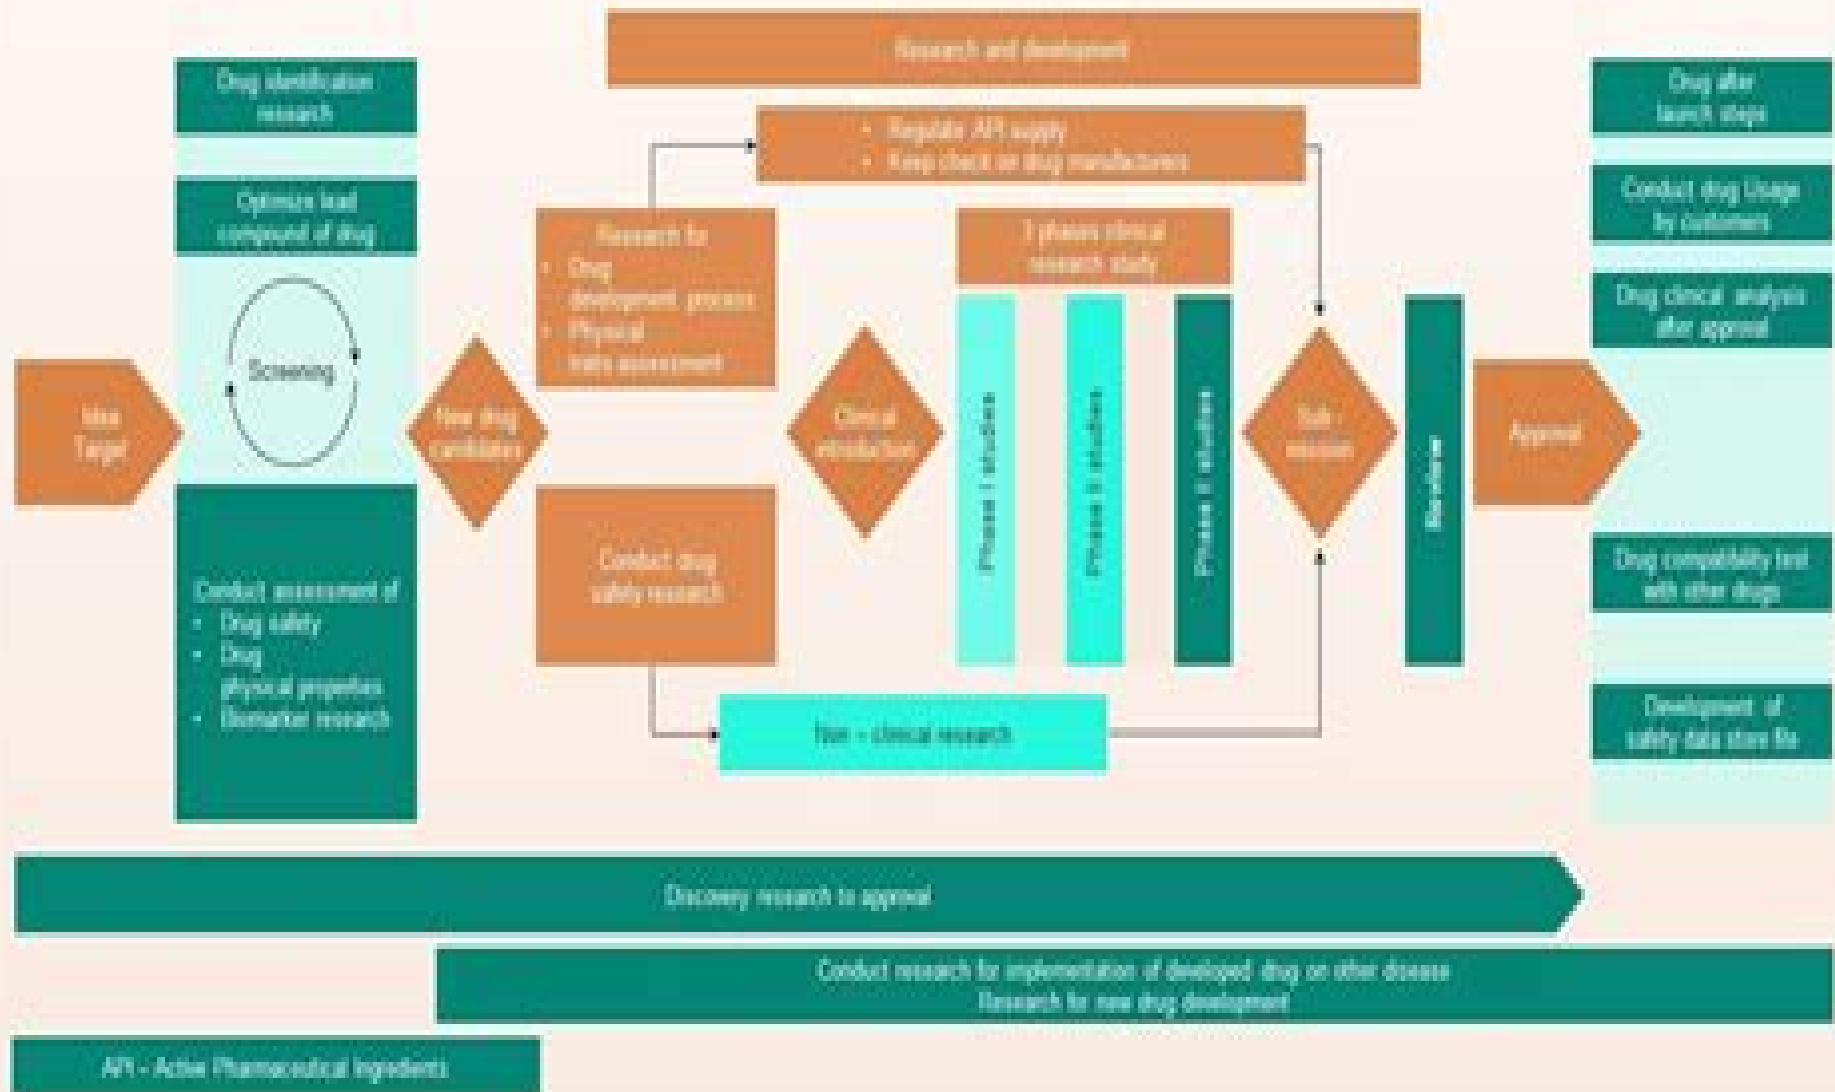 Research and development
Drug identification
research
Optimize lead
compound of drug
Screening
Idea
Target
Conduct assessment of
• Drug safety
• Drug
physical properties
• Biomarker research
New drug
candidates
Research for
• Drug
development process
• Physical
traits assessment
Conduct drug
safety research
• Regulate API supply
• Keep check on drug manufacturers
Clinical
introduction
3 phases clinical
research study
Phase I studies
Phase II studies
Phase II studies
Non - clinical research
Sub -
mission
Review
Approval
Drug after
launch steps
Conduct drug Usage
by customers
Drug clinical analysis
after approval
Drug compatibility test
with other drugs
Development of
safety data store file
Discovery research to approval
Conduct research for implementation of developed drug on other disease
Research for new drug development
API - Active Pharmaceutical Ingredients